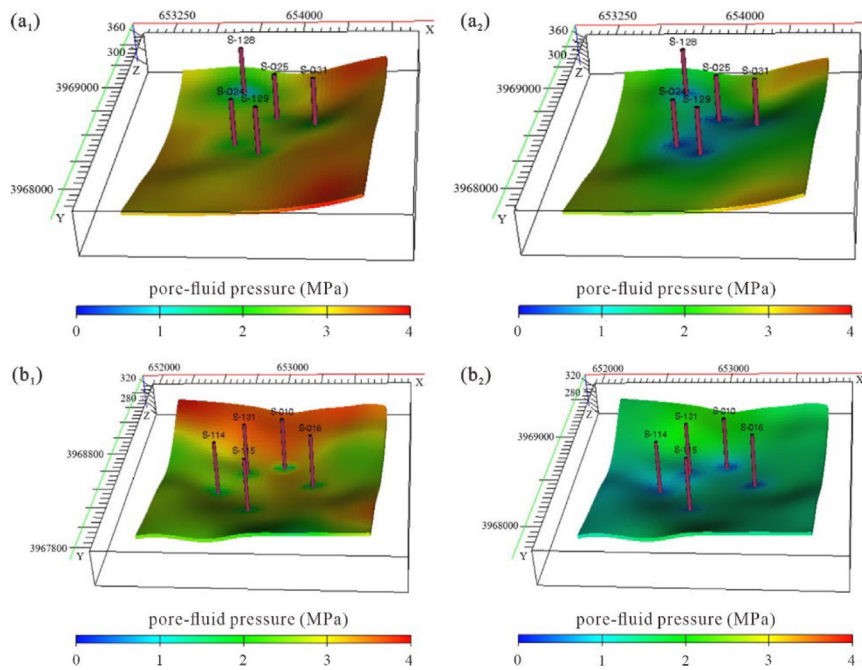 (a1)
653250 654000
360
X
300
Z
S-128
S-025
S-031
3969000
S-024
S-129
3968000
Y
pore-fluid pressure (MPa)
0 1 2 3 4
(a2)
653250 654000
360
X
300
Z
S-128
S-025
S-031
3969000
S-024
S-129
3968000
Y
pore-fluid pressure (MPa)
0 1 2 3 4
(b1)
652000 653000
320
X
280
Z
S-010
S-131
S-016
S-114
3968800
S-115
3967800
Y
pore-fluid pressure (MPa)
0 1 2 3 4
(b2)
652000 653000
320
X
280
Z
S-010
S-131
S-016
3969000
S-114
S-115
3968000
Y
pore-fluid pressure (MPa)
0 1 2 3 4